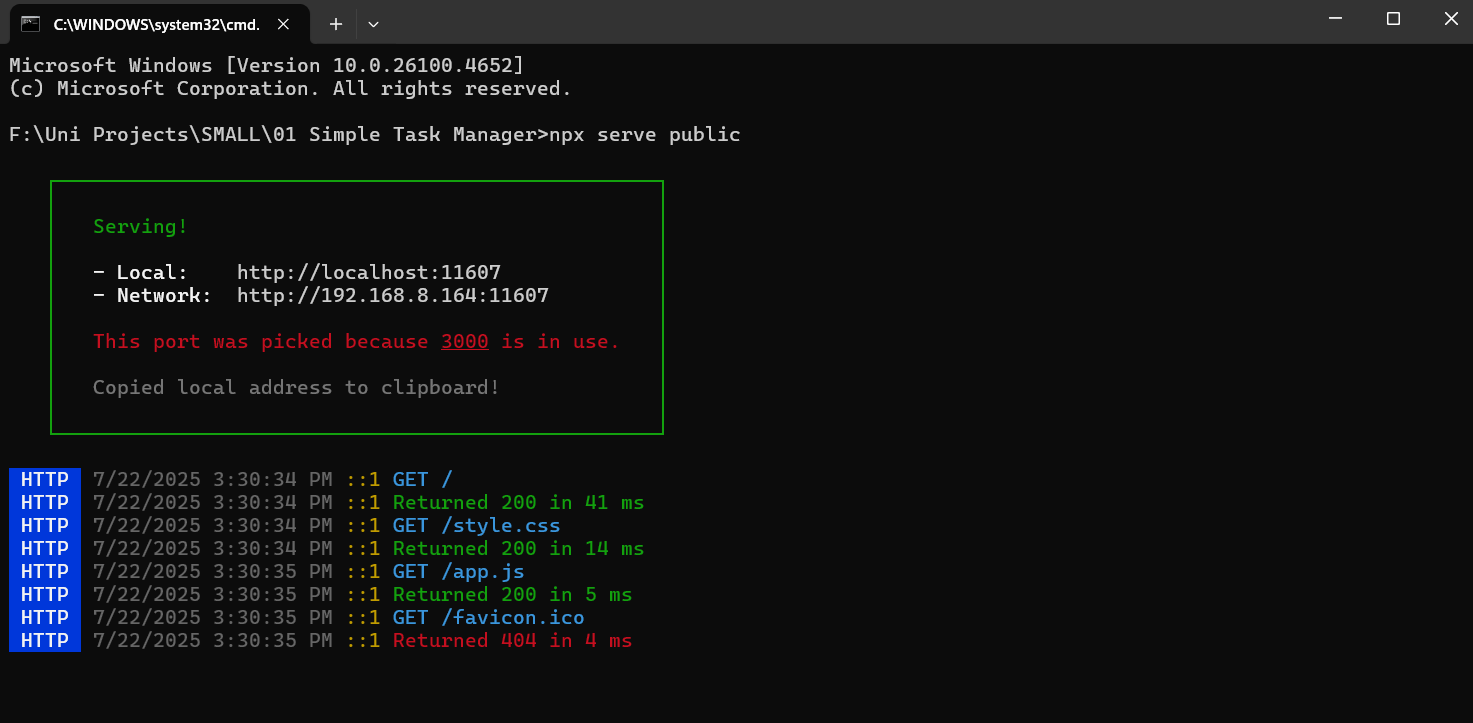 C:\WINDOWS\system32\cmd.
Microsoft Windows [Version 10.0.26100.4652]
(c) Microsoft Corporation. All rights reserved.
F:\Uni Projects\SMALL\01 Simple Task Manager>npx serve public
Serving!
- Local:    http://localhost:11607
- Network:  http://192.168.8.164:11607
This port was picked because 3000 is in use.
Copied local address to clipboard!
HTTP 7/22/2025 3:30:34 PM ::1 GET /
HTTP 7/22/2025 3:30:34 PM ::1 Returned 200 in 41 ms
HTTP 7/22/2025 3:30:34 PM ::1 GET /style.css
HTTP 7/22/2025 3:30:34 PM ::1 Returned 200 in 14 ms
HTTP 7/22/2025 3:30:35 PM ::1 GET /app.js
HTTP 7/22/2025 3:30:35 PM ::1 Returned 200 in 5 ms
HTTP 7/22/2025 3:30:35 PM ::1 GET /favicon.ico
HTTP 7/22/2025 3:30:35 PM ::1 Returned 404 in 4 ms